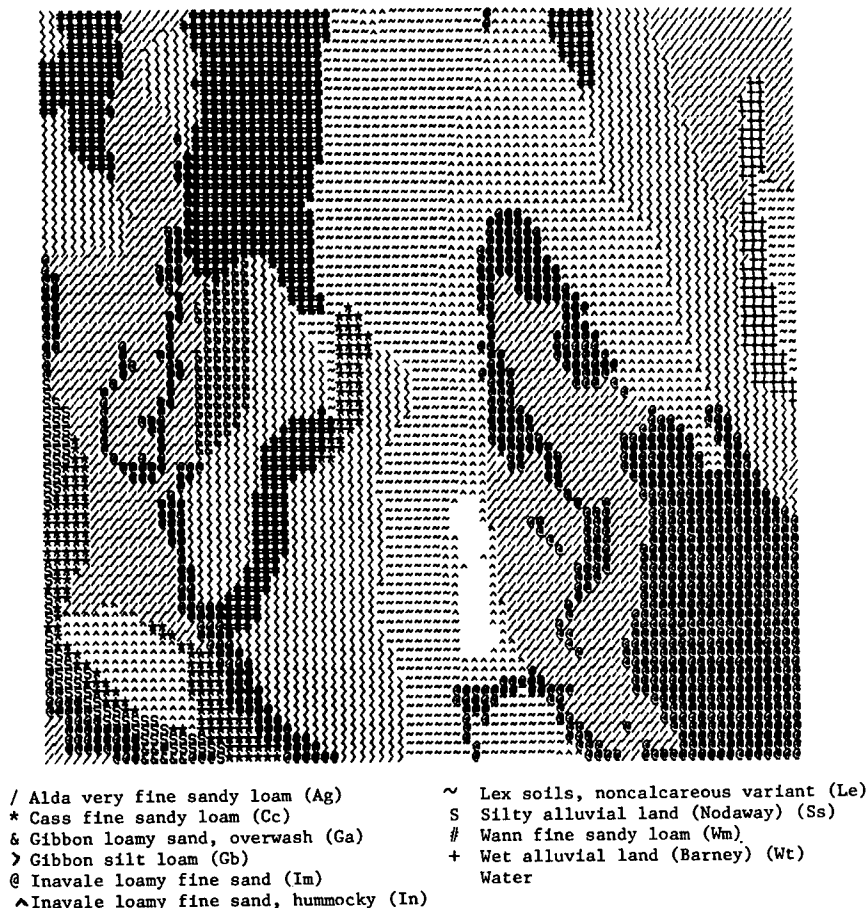 / Alda very fine sandy loam (Ag)
* Cass fine sandy loam (Cc)
& Gibbon loamy sand, overwash (Ga)
> Gibbon silt loam (Gb)
@ Inavale loamy fine sand (Im)
^ Inavale loamy fine sand, hummocky (In)
~ Lex soils, noncalcareous variant (Le)
S Silty alluvial land (Nodaway) (Ss)
# Wann fine sandy loam (Wm)
+ Wet alluvial land (Barney) (Wt)
Water